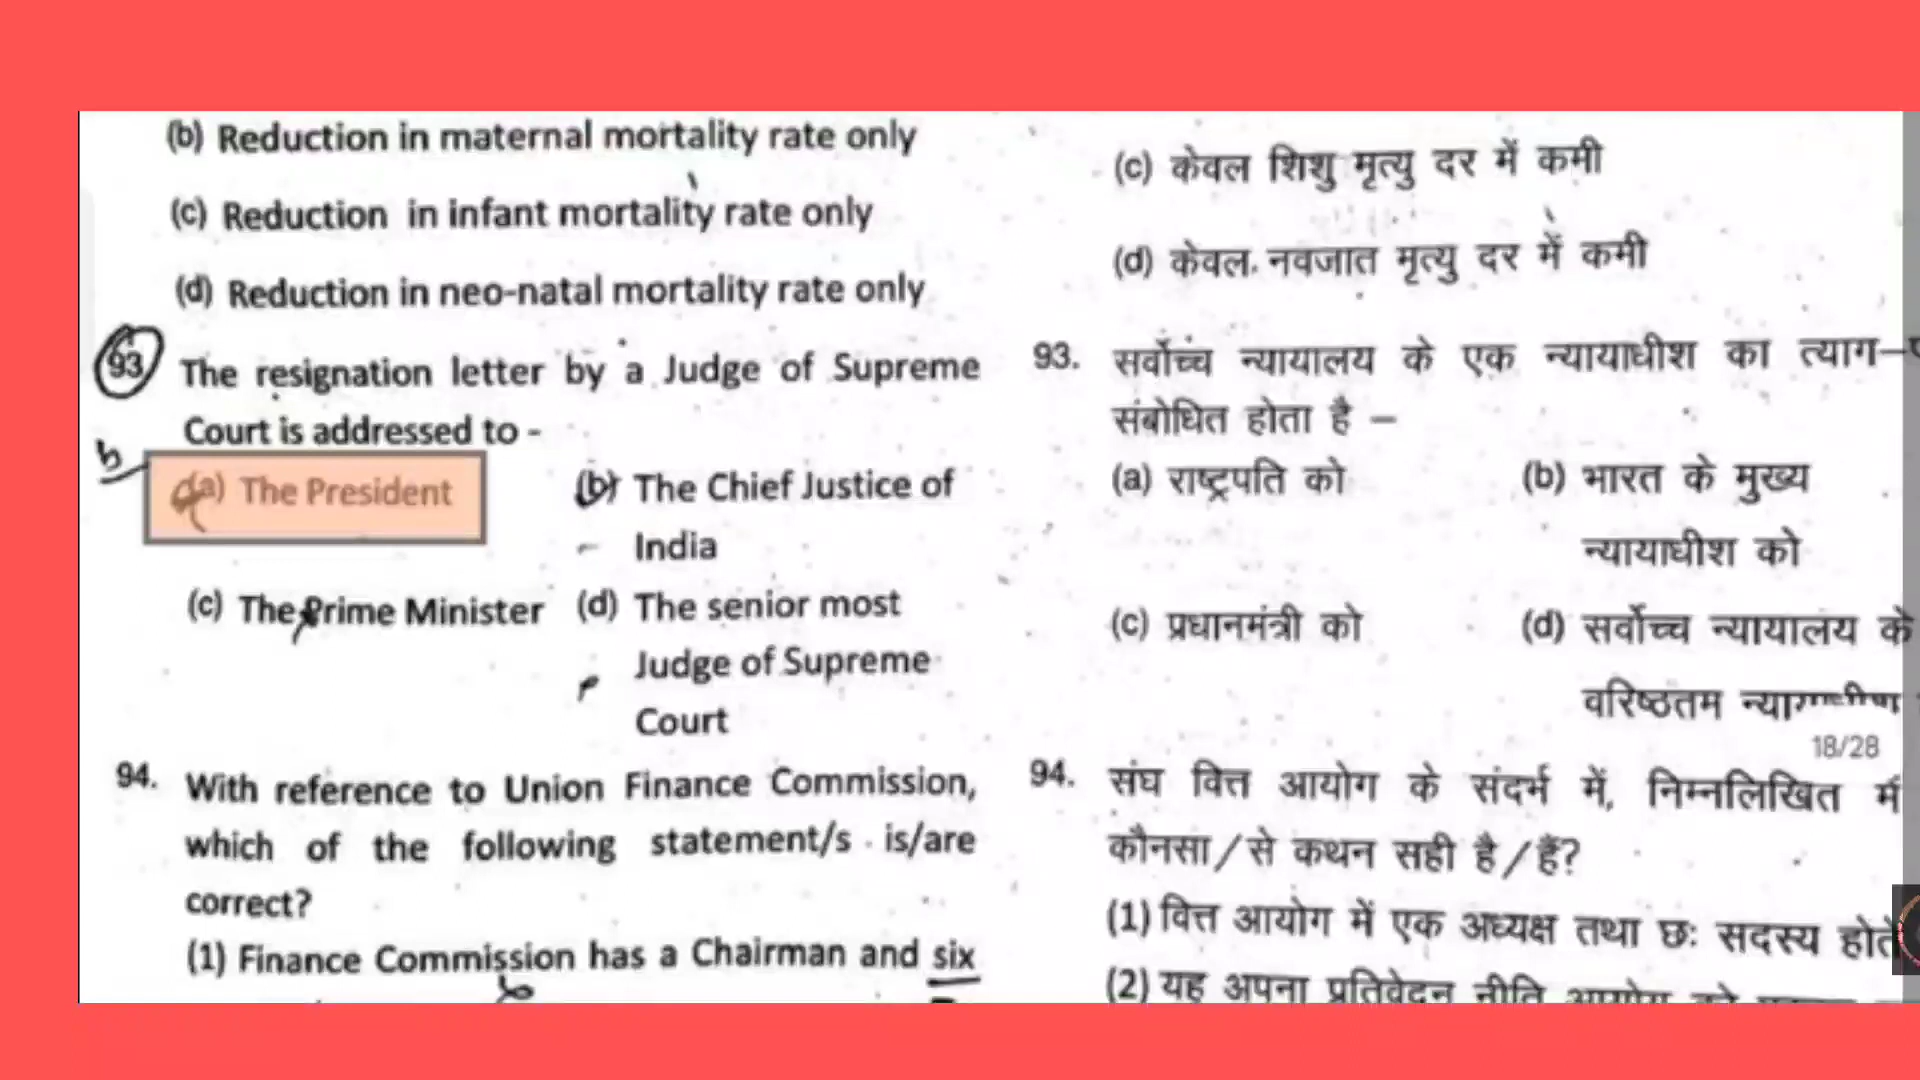 (b) Reduction in maternal mortality rate only
(c) Reduction in infant mortality rate only
(d) Reduction in neo-natal mortality rate only
93
The resignation letter by a Judge of Supreme
Court is addressed to -
b
(a) The President
(b) The Chief Justice of
India
(c) The Prime Minister
(d) The senior most
Judge of Supreme
Court
94. With reference to Union Finance Commission,
which of the following statement/s is/are
correct?
(1) Finance Commission has a Chairman and six
(c) केवल शिशु मृत्यु दर में कमी
(d) केवल नवजात मृत्यु दर में कमी
93. सर्वोच्च न्यायालय के एक न्यायाधीश का त्याग–
संबोधित होता है –
(a) राष्ट्रपति को
(b) भारत के मुख्य
न्यायाधीश को
(c) प्रधानमंत्री को
(d) सर्वोच्च न्यायालय के
वरिष्ठतम
18/28
94. संघ वित्त आयोग के संदर्भ में, निम्नलिखित में
कौनसा/से कथन सही है/हैं?
(1) वित्त आयोग में एक अध्यक्ष तथा छः सदस्य होते
(2) यह अपना प्रतिवेदन नीति आयोग को